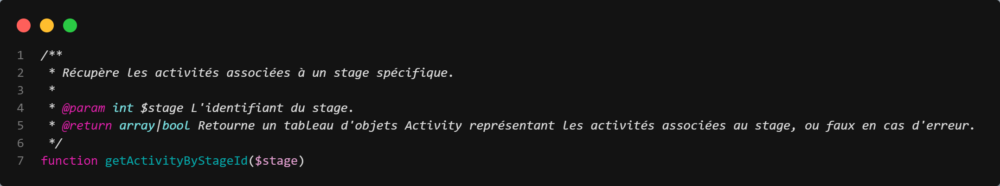 1 /**
2  * Récupère les activités associées à un stage spécifique.
3  *
4  * @param int $stage L'identifiant du stage.
5  * @return array|bool Retourne un tableau d'objets Activity représentant les activités associées au stage, ou faux en cas d'erreur.
6  */
7 function getActivityByStageId($stage)